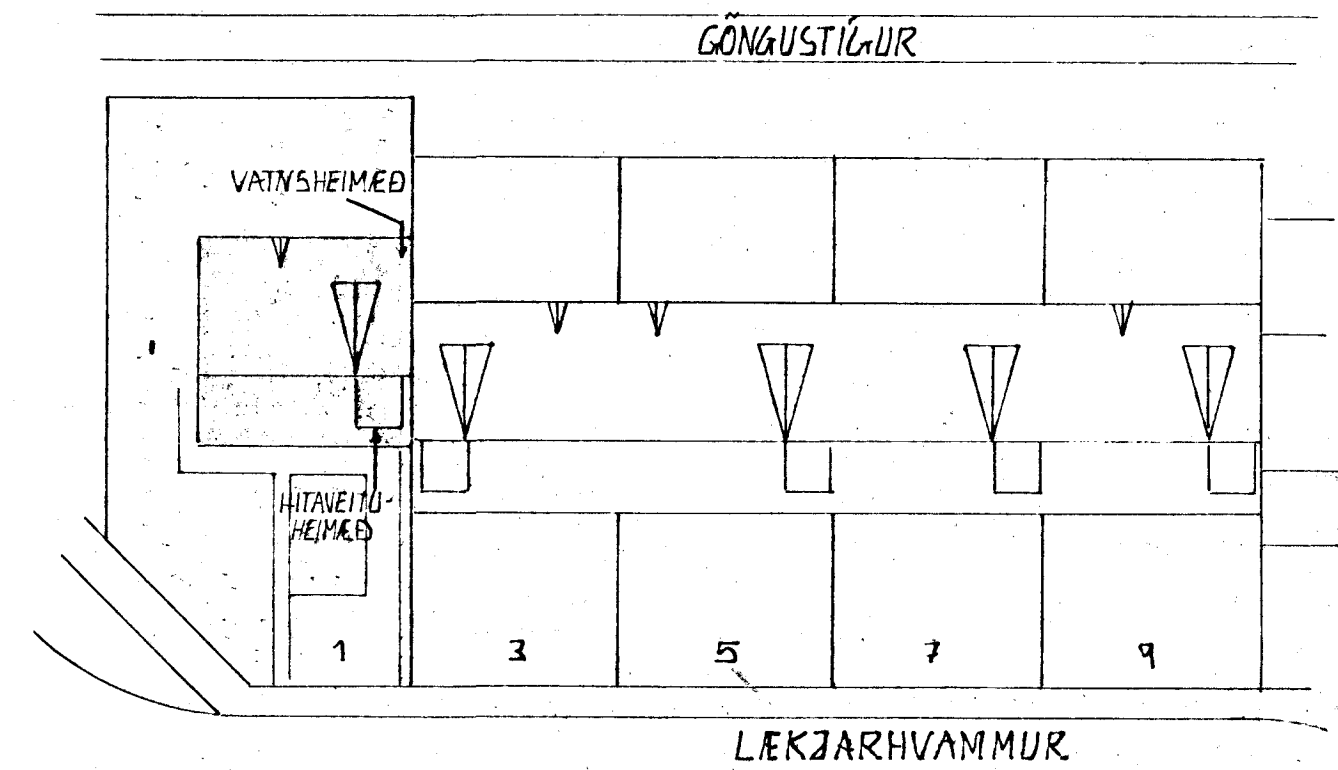 GÖNGUSTÍGUR
VATNSHEIMÆÐ
HITAVEITU-
HEIMÆÐ
1
3
5
7
9
LÆKJARHVAMMUR